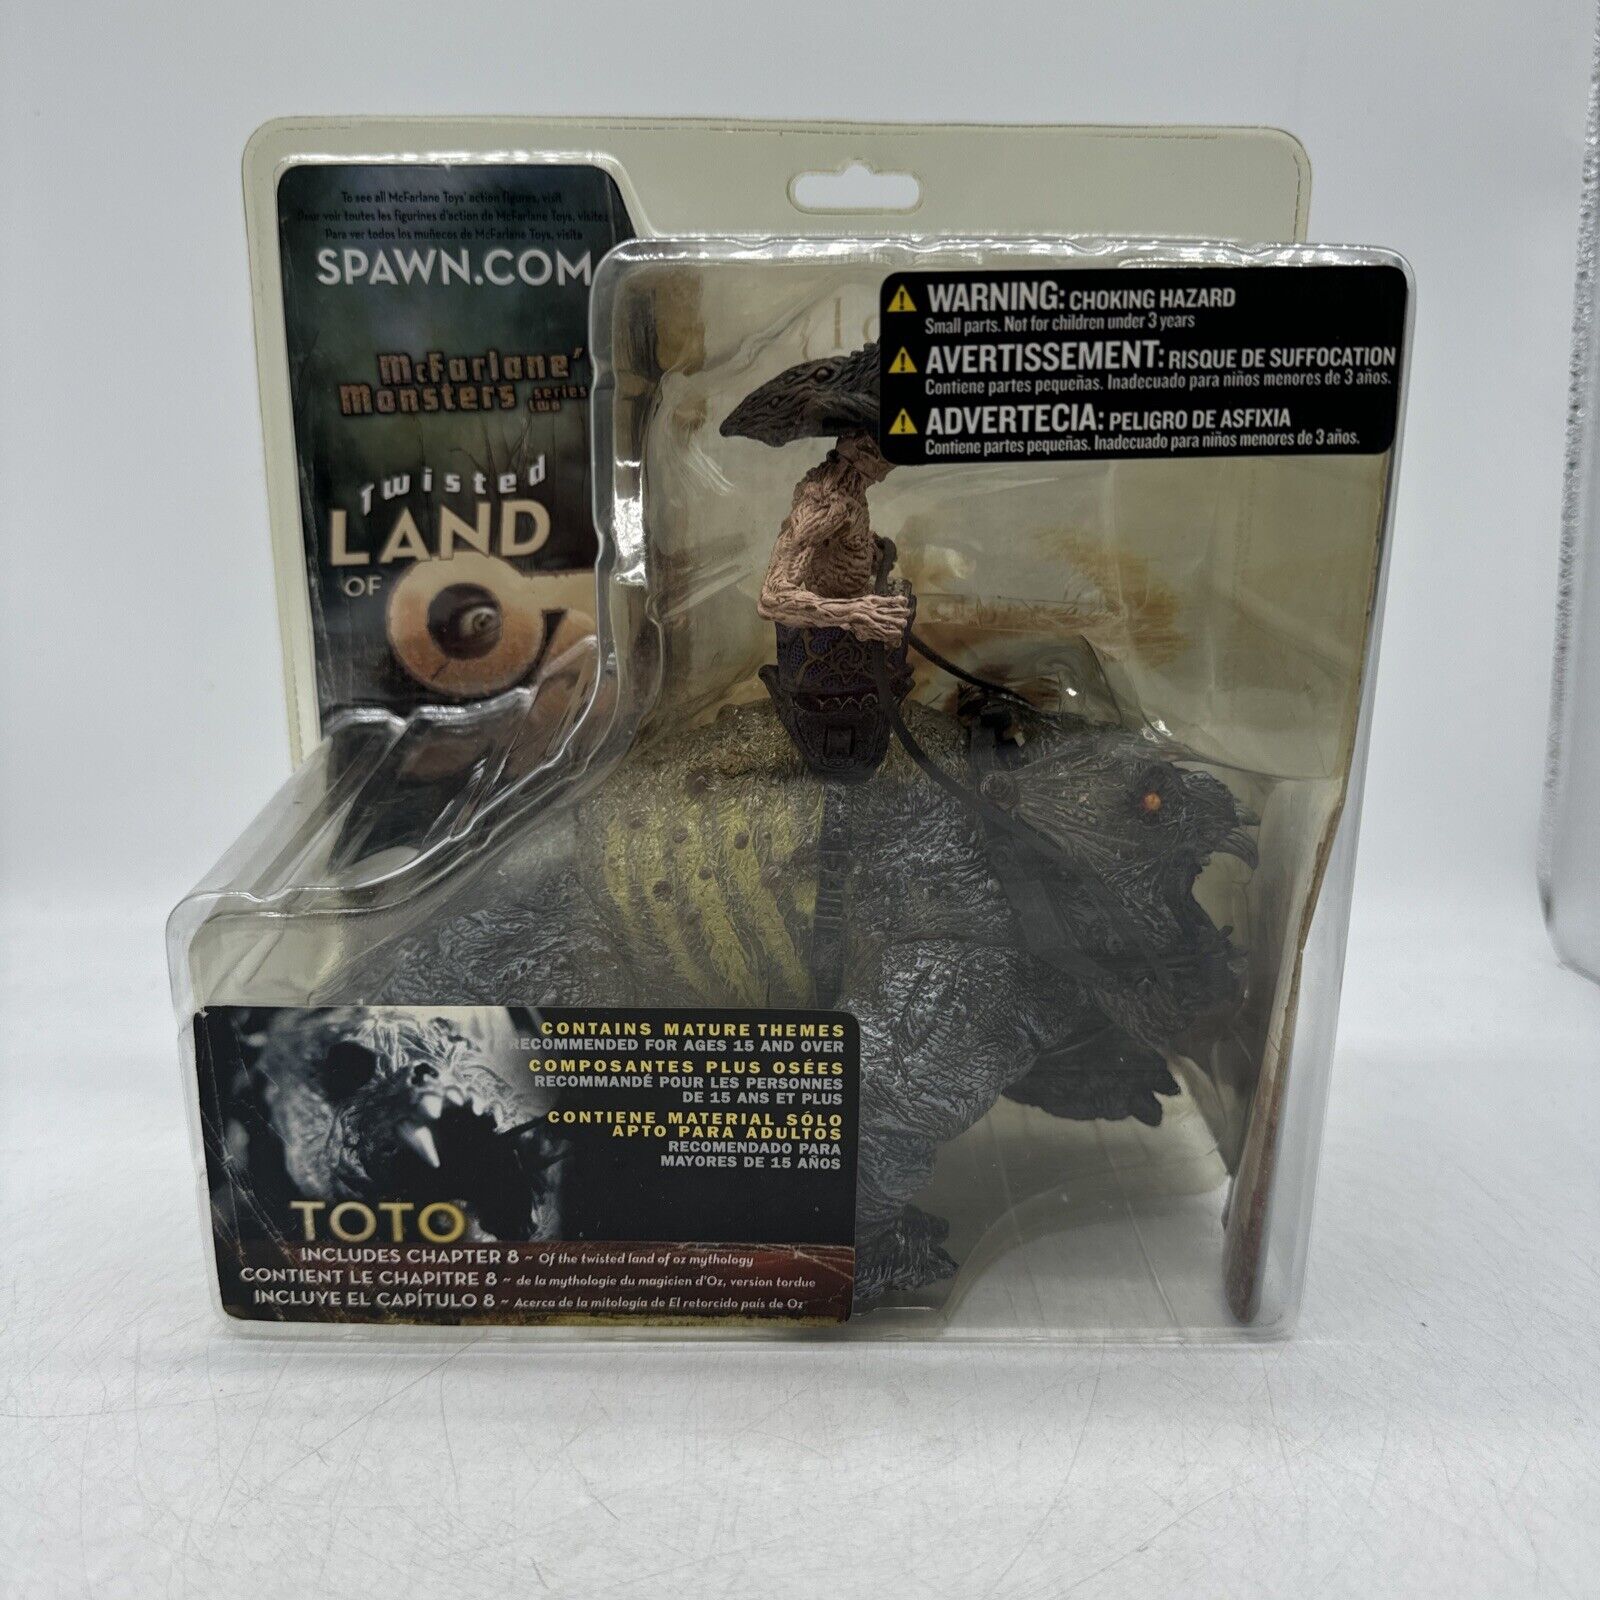 To see all McFarlane Toys' action figures, visit
Pour voir toutes les figurines d'action de McFarlane Toys, visitez
Para ver todos los muñecos de McFarlane Toys, visita
SPAWN.COM
McFarlane'
Monsters series two
Twisted
LAND
OF OZ
WARNING: CHOKING HAZARD
Small parts. Not for children under 3 years
AVERTISSEMENT: RISQUE DE SUFFOCATION
Contiene partes pequeñas. Inadecuado para niños menores de 3 años.
ADVERTECIA: PELIGRO DE ASFIXIA
Contiene partes pequeñas. Inadecuado para niños menores de 3 años.
CONTAINS MATURE THEMES
RECOMMENDED FOR AGES 15 AND OVER
COMPOSANTES PLUS OSÉES
RECOMMANDÉ POUR LES PERSONNES
DE 15 ANS ET PLUS
CONTIENE MATERIAL SÓLO
APTO PARA ADULTOS
RECOMENDADO PARA
MAYORES DE 15 AÑOS
TOTO
INCLUDES CHAPTER 8 ~ Of the twisted land of oz mythology
CONTIENT LE CHAPITRE 8 ~ de la mythologie du magicien d'Oz, version tordue
INCLUYE EL CAPÍTULO 8 ~ Acerca de la mitología de El retorcido país de Oz